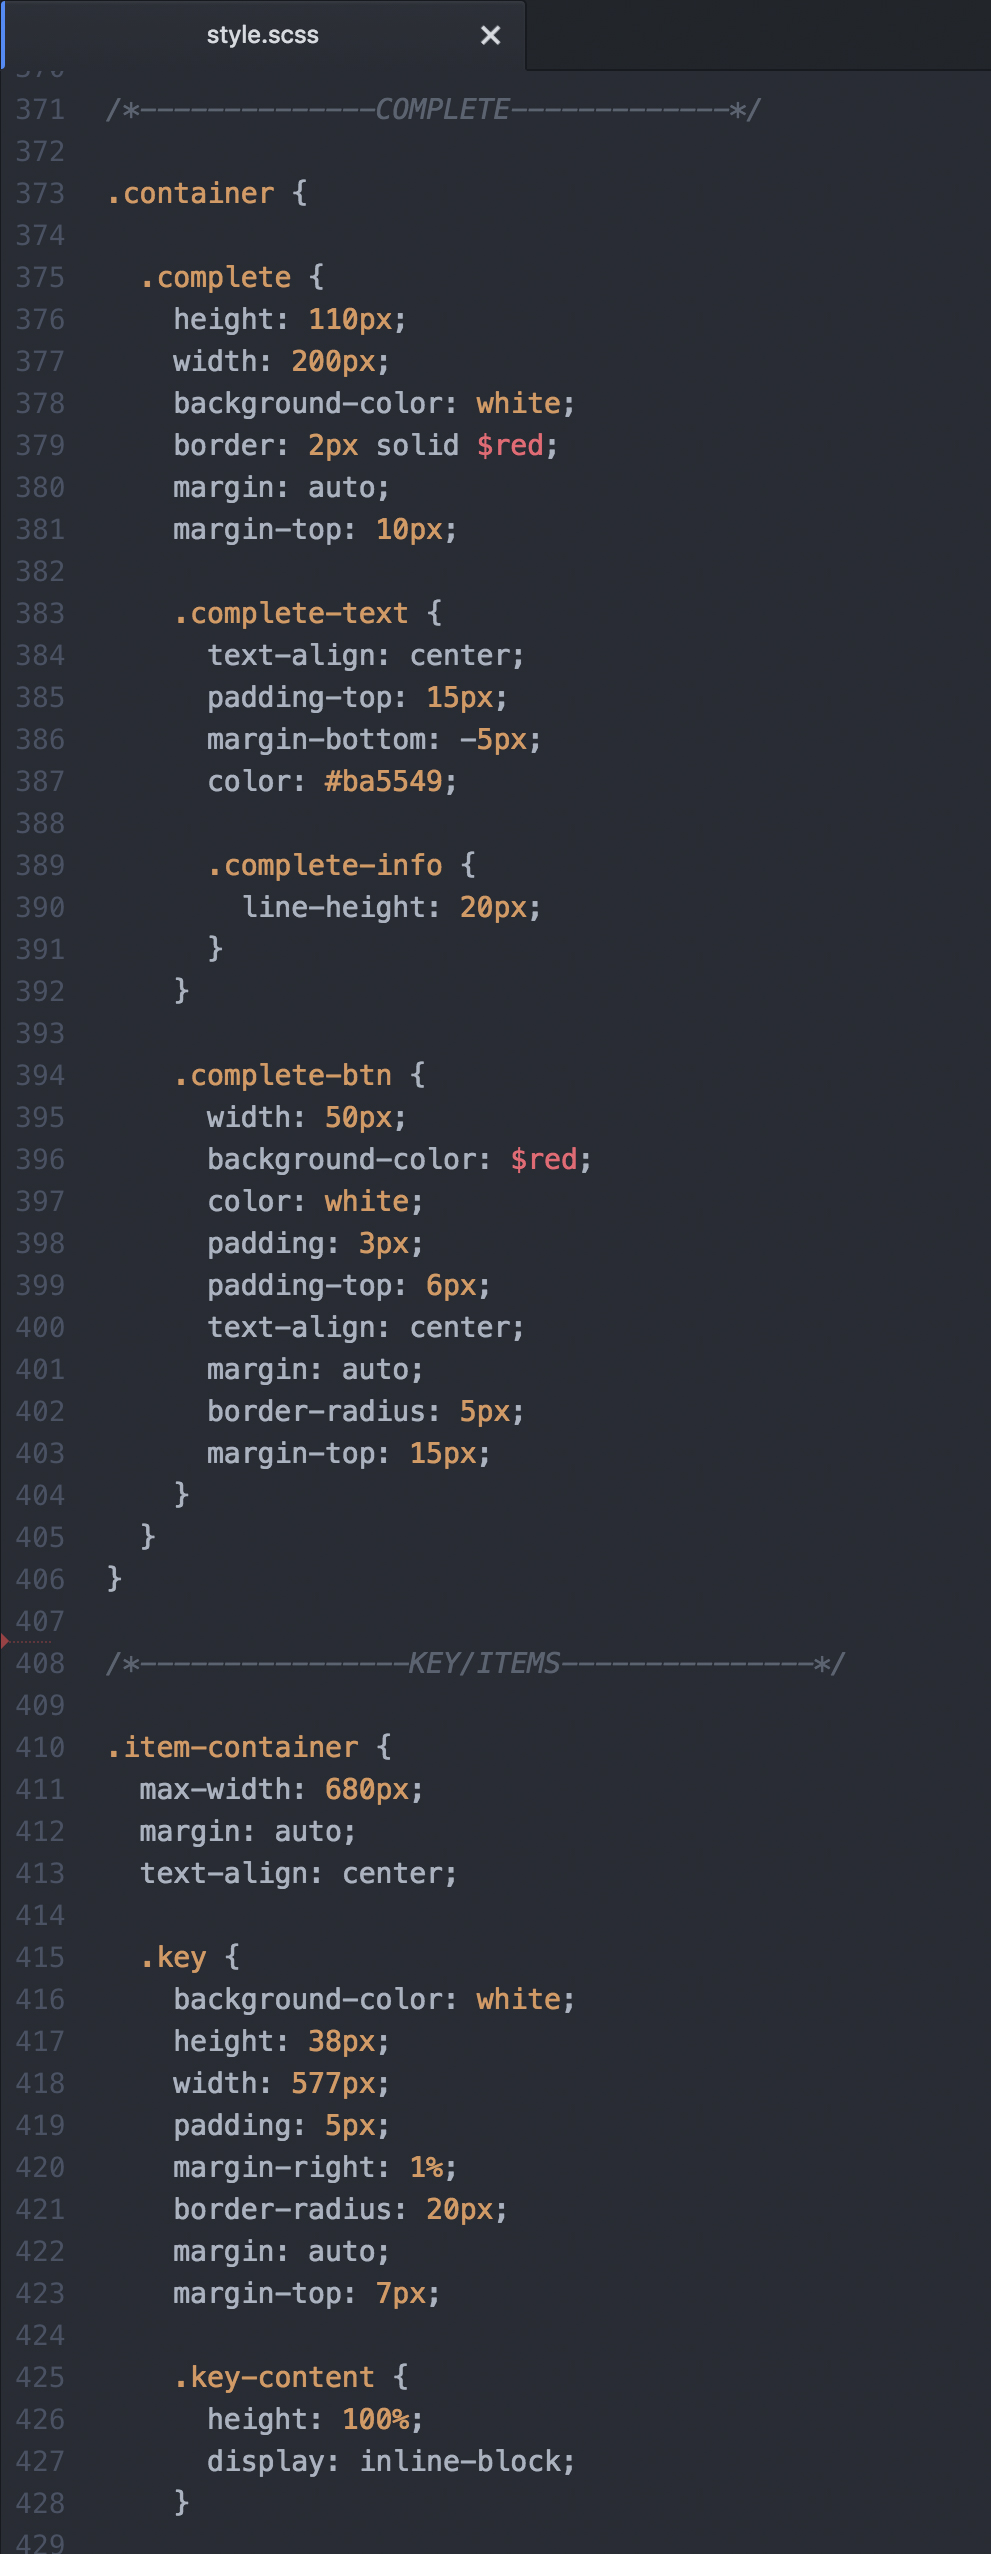 style.scss ×
370
371 /*--------------COMPLETE-------------*/
372
373 .container {
374
375   .complete {
376     height: 110px;
377     width: 200px;
378     background-color: white;
379     border: 2px solid $red;
380     margin: auto;
381     margin-top: 10px;
382
383     .complete-text {
384       text-align: center;
385       padding-top: 15px;
386       margin-bottom: -5px;
387       color: #ba5549;
388
389       .complete-info {
390         line-height: 20px;
391       }
392     }
393
394     .complete-btn {
395       width: 50px;
396       background-color: $red;
397       color: white;
398       padding: 3px;
399       padding-top: 6px;
400       text-align: center;
401       margin: auto;
402       border-radius: 5px;
403       margin-top: 15px;
404     }
405   }
406 }
407
408 /*----------------KEY/ITEMS---------------*/
409
410 .item-container {
411   max-width: 680px;
412   margin: auto;
413   text-align: center;
414
415   .key {
416     background-color: white;
417     height: 38px;
418     width: 577px;
419     padding: 5px;
420     margin-right: 1%;
421     border-radius: 20px;
422     margin: auto;
423     margin-top: 7px;
424
425     .key-content {
426       height: 100%;
427       display: inline-block;
428     }
429